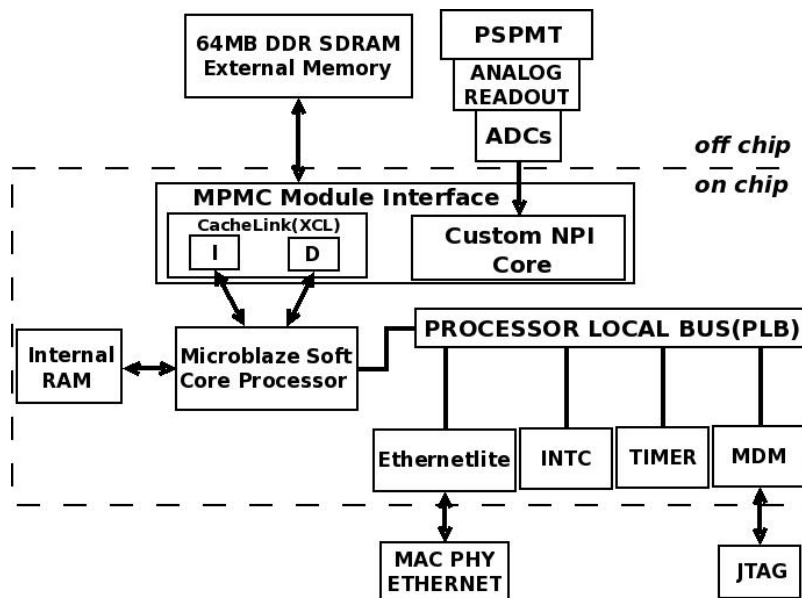 64MB DDR SDRAM
External Memory
PSPMT
ANALOG
READOUT
ADCs
off chip
on chip
MPMC Module Interface
CacheLink(XCL)
I
D
Custom NPI
Core
Internal
RAM
Microblaze Soft
Core Processor
PROCESSOR LOCAL BUS(PLB)
Ethernetlite
INTC
TIMER
MDM
MAC PHY
ETHERNET
JTAG